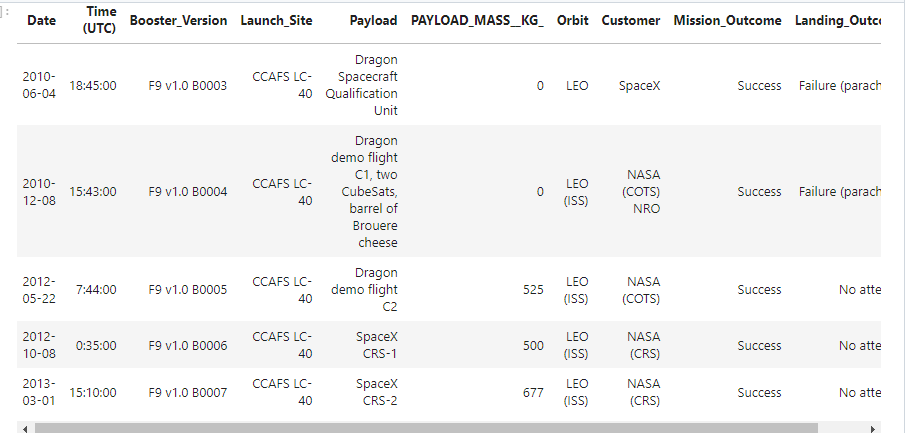 ]:
Date Time (UTC) Booster_Version Launch_Site Payload PAYLOAD_MASS__KG_ Orbit Customer Mission_Outcome Landing_Outc
2010-06-04 18:45:00 F9 v1.0 B0003 CCAFS LC-40 Dragon Spacecraft Qualification Unit 0 LEO SpaceX Success Failure (parach
2010-12-08 15:43:00 F9 v1.0 B0004 CCAFS LC-40 Dragon demo flight C1, two CubeSats, barrel of Brouere cheese 0 LEO (ISS) NASA (COTS) NRO Success Failure (parach
2012-05-22 7:44:00 F9 v1.0 B0005 CCAFS LC-40 Dragon demo flight C2 525 LEO (ISS) NASA (COTS) Success No atte
2012-10-08 0:35:00 F9 v1.0 B0006 CCAFS LC-40 SpaceX CRS-1 500 LEO (ISS) NASA (CRS) Success No atte
2013-03-01 15:10:00 F9 v1.0 B0007 CCAFS LC-40 SpaceX CRS-2 677 LEO (ISS) NASA (CRS) Success No atte